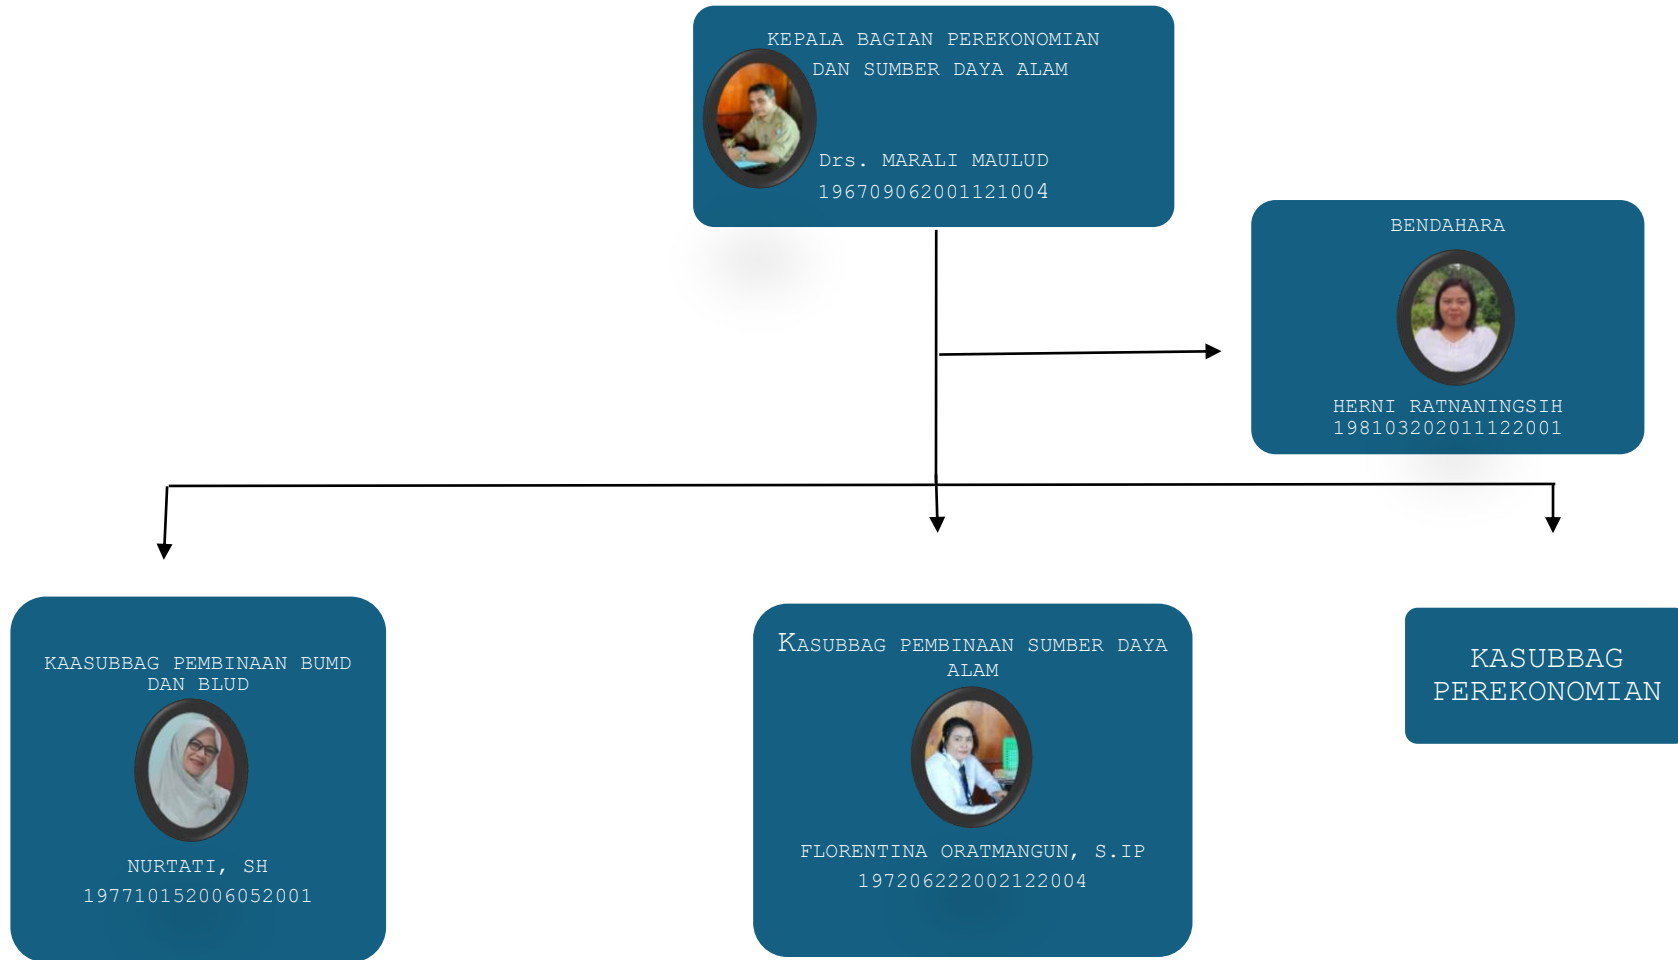 KEPALA BAGIAN PEREKONOMIAN
DAN SUMBER DAYA ALAM
Drs. MARALI MAULUD
196709062001121004
BENDAHARA
HERNI RATNANINGSIH
198103202011122001
KAASUBBAG PEMBINAAN BUMD
DAN BLUD
NURTATI, SH
197710152006052001
KASUBBAG PEMBINAAN SUMBER DAYA
ALAM
FLORENTINA ORATMANGUN, S.IP
197206222002122004
KASUBBAG
PEREKONOMIAN